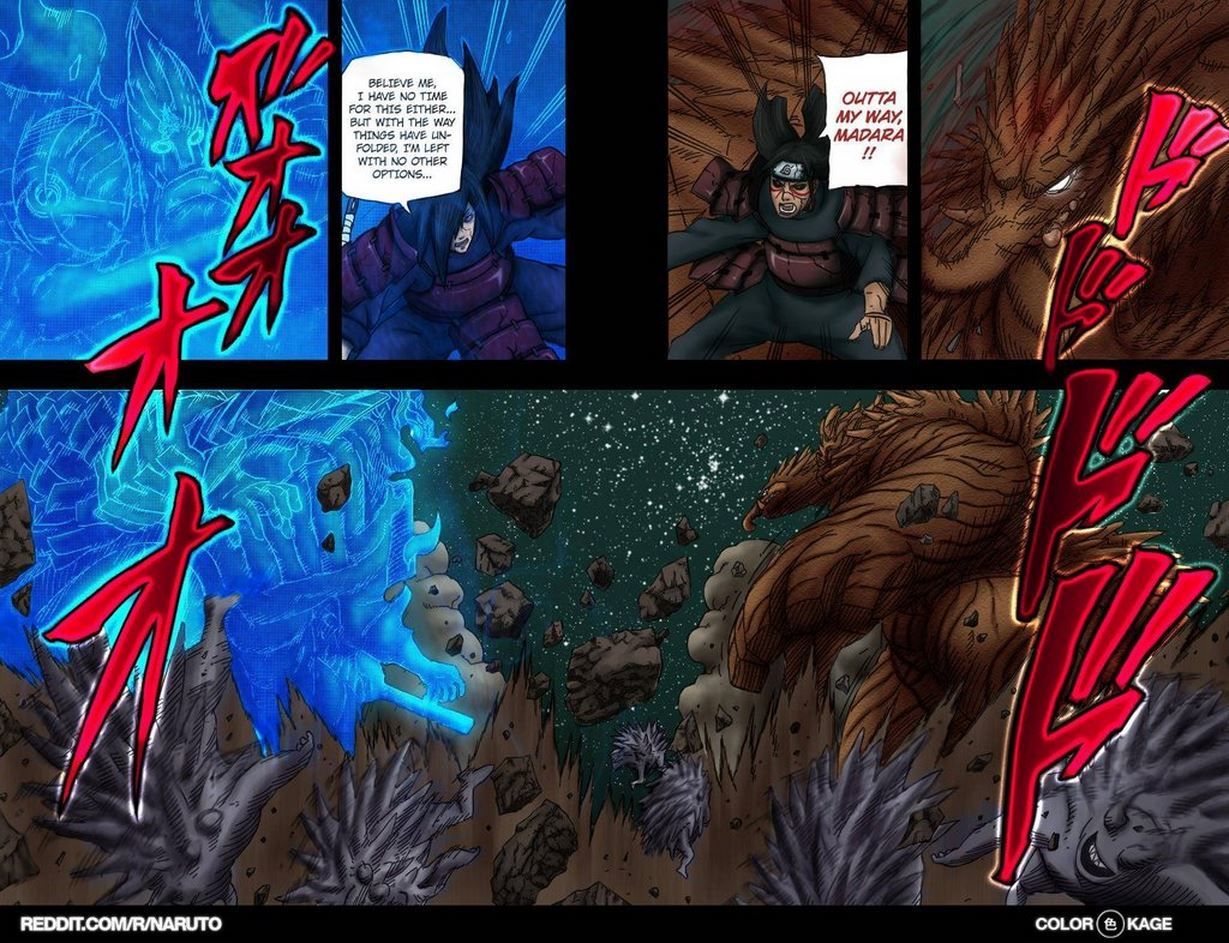 OUTTA
MY WAY,
MADARA
!!
BELIEVE ME,
I HAVE NO TIME
FOR THIS EITHER...
BUT WITH THE WAY
THINGS HAVE UN-
FOLDED, I'M LEFT
WITH NO OTHER
OPTIONS...
ド
ド
ド
ド
ズ
オ
オ
オ
オ
REDDIT.COM/R/NARUTO
COLOR 色 KAGE